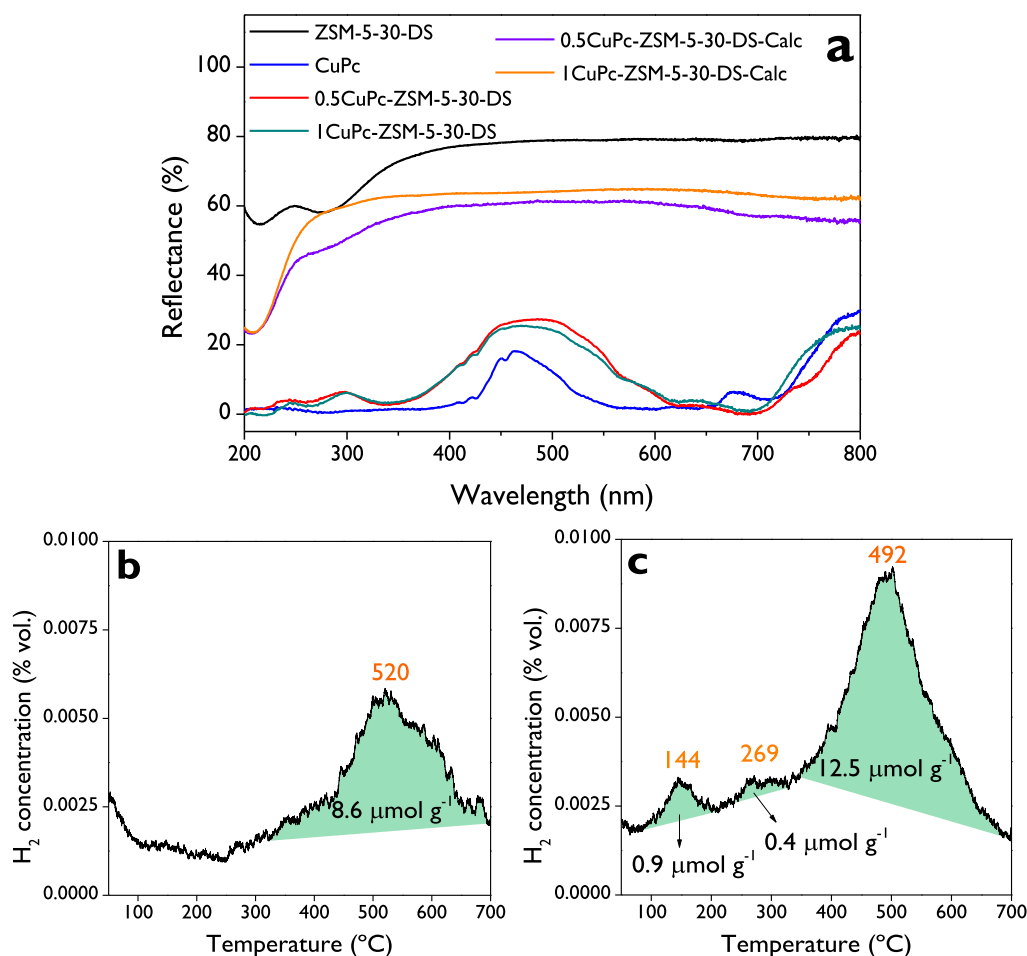 a
ZSM-5-30-DS
CuPc
0.5CuPc-ZSM-5-30-DS
1CuPc-ZSM-5-30-DS
0.5CuPc-ZSM-5-30-DS-Calc
1CuPc-ZSM-5-30-DS-Calc
Reflectance (%)
100
80
60
40
20
0
200 300 400 500 600 700 800
Wavelength (nm)
b
H2 concentration (% vol.)
0.0100
0.0075
0.0050
0.0025
0.0000
520
8.6 μmol g-1
100 200 300 400 500 600 700
Temperature (ºC)
c
H2 concentration (% vol.)
0.0100
0.0075
0.0050
0.0025
0.0000
492
144
269
12.5 μmol g-1
0.4 μmol g-1
0.9 μmol g-1
100 200 300 400 500 600 700
Temperature (ºC)